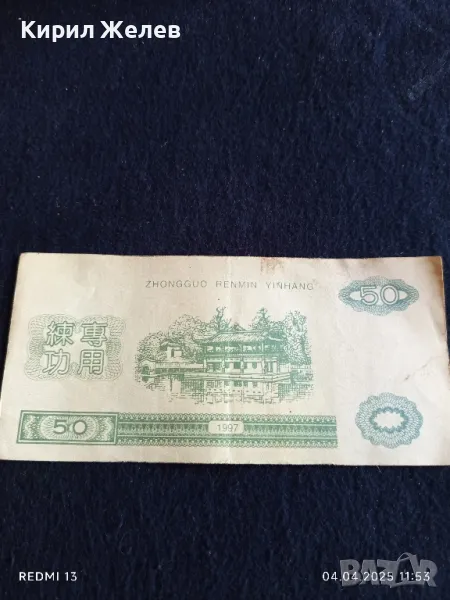 Кирил Желев
ZHONGGUO RENMIN YINHANG
50
練專
功用
50
1997
REDMI 13
04.04.2025 11:53
BAZAR